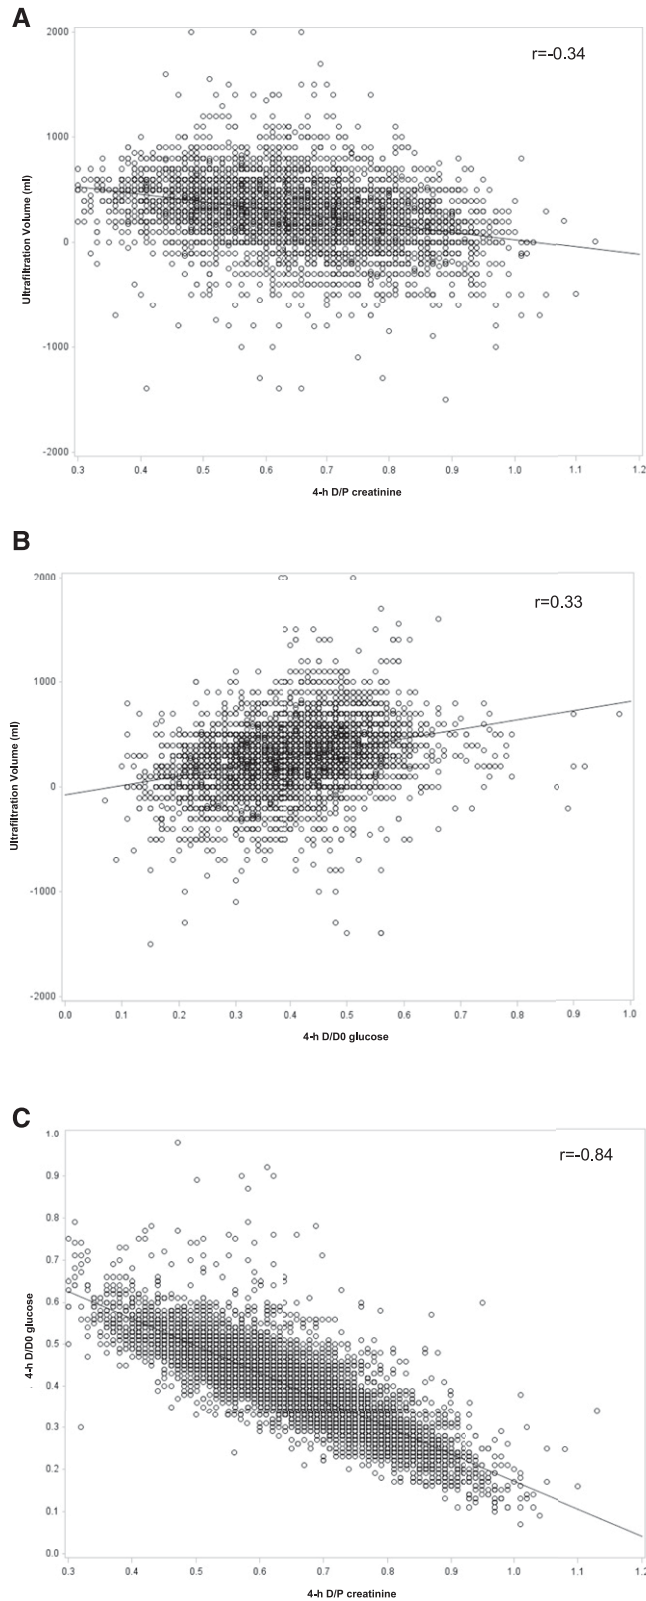 A
r=-0.34
2000
1000
0
-1000
-2000
Ultrafiltration Volume (ml)
0.3 0.4 0.5 0.6 0.7 0.8 0.9 1.0 1.1 1.2
4-h D/P creatinine
B
r=0.33
2000
1000
0
-1000
-2000
Ultrafiltration Volume (ml)
0.0 0.1 0.2 0.3 0.4 0.5 0.6 0.7 0.8 0.9 1.0
4-h D/D0 glucose
C
r=-0.84
1.0
0.9
0.8
0.7
0.6
0.5
0.4
0.3
0.2
0.1
0.0
4-h D/D0 glucose
0.3 0.4 0.5 0.6 0.7 0.8 0.9 1.0 1.1 1.2
4-h D/P creatinine